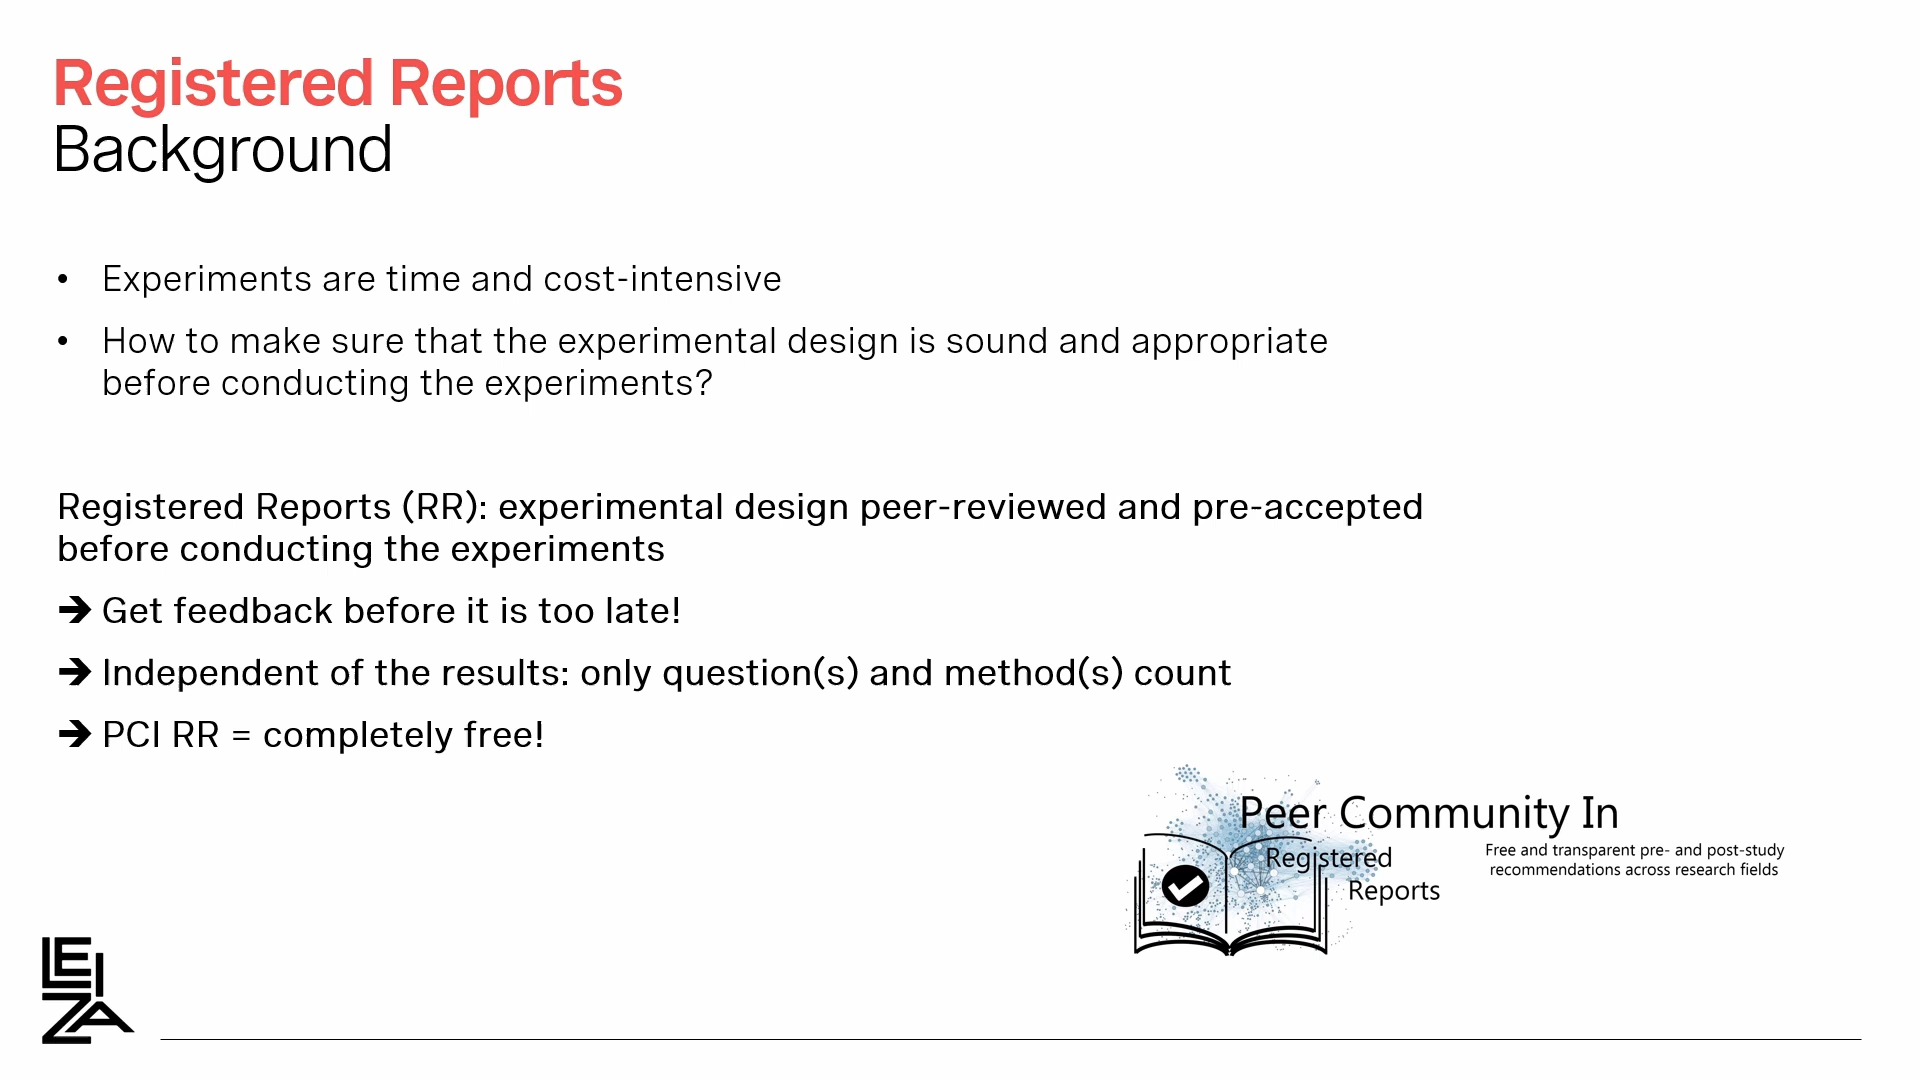 Registered Reports
Background
• Experiments are time and cost-intensive
• How to make sure that the experimental design is sound and appropriate
before conducting the experiments?
Registered Reports (RR): experimental design peer-reviewed and pre-accepted
before conducting the experiments
➔ Get feedback before it is too late!
➔ Independent of the results: only question(s) and method(s) count
➔ PCI RR = completely free!
Peer Community In
Registered
Reports
Free and transparent pre- and post-study
recommendations across research fields
LEIZA